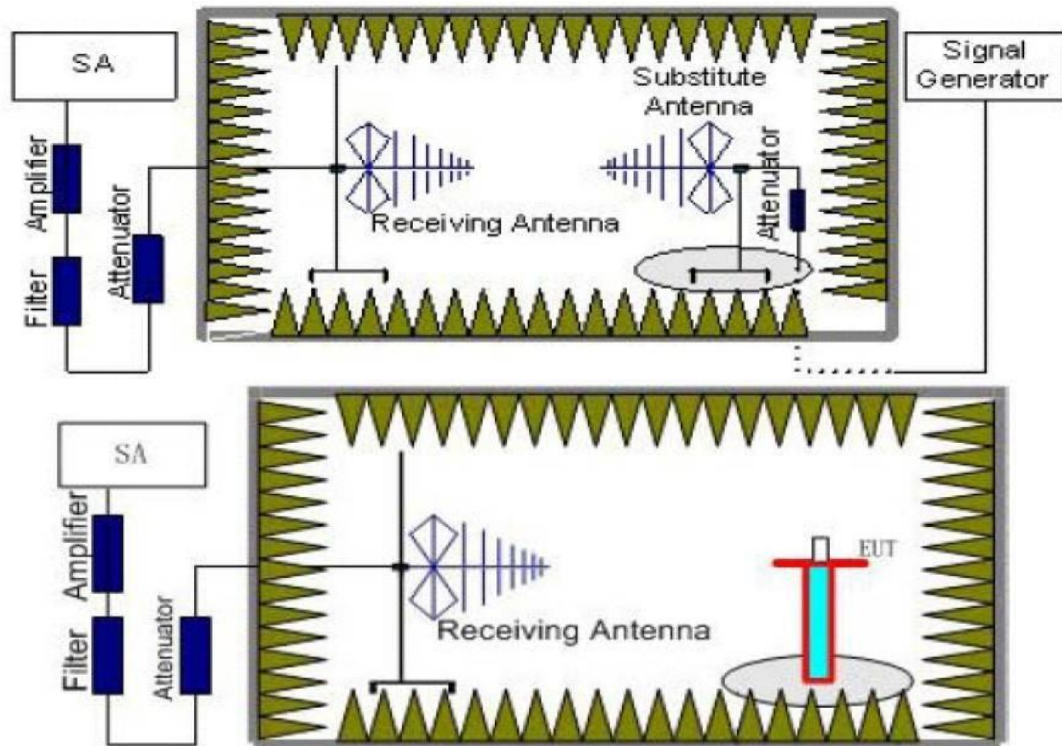 SA
Signal
Generator
Substitute
Antenna
Amplifier
Attenuator
Attenuator
Receiving Antenna
Filter
SA
Amplifier
EUT
Receiving Antenna
Filter
Attenuator